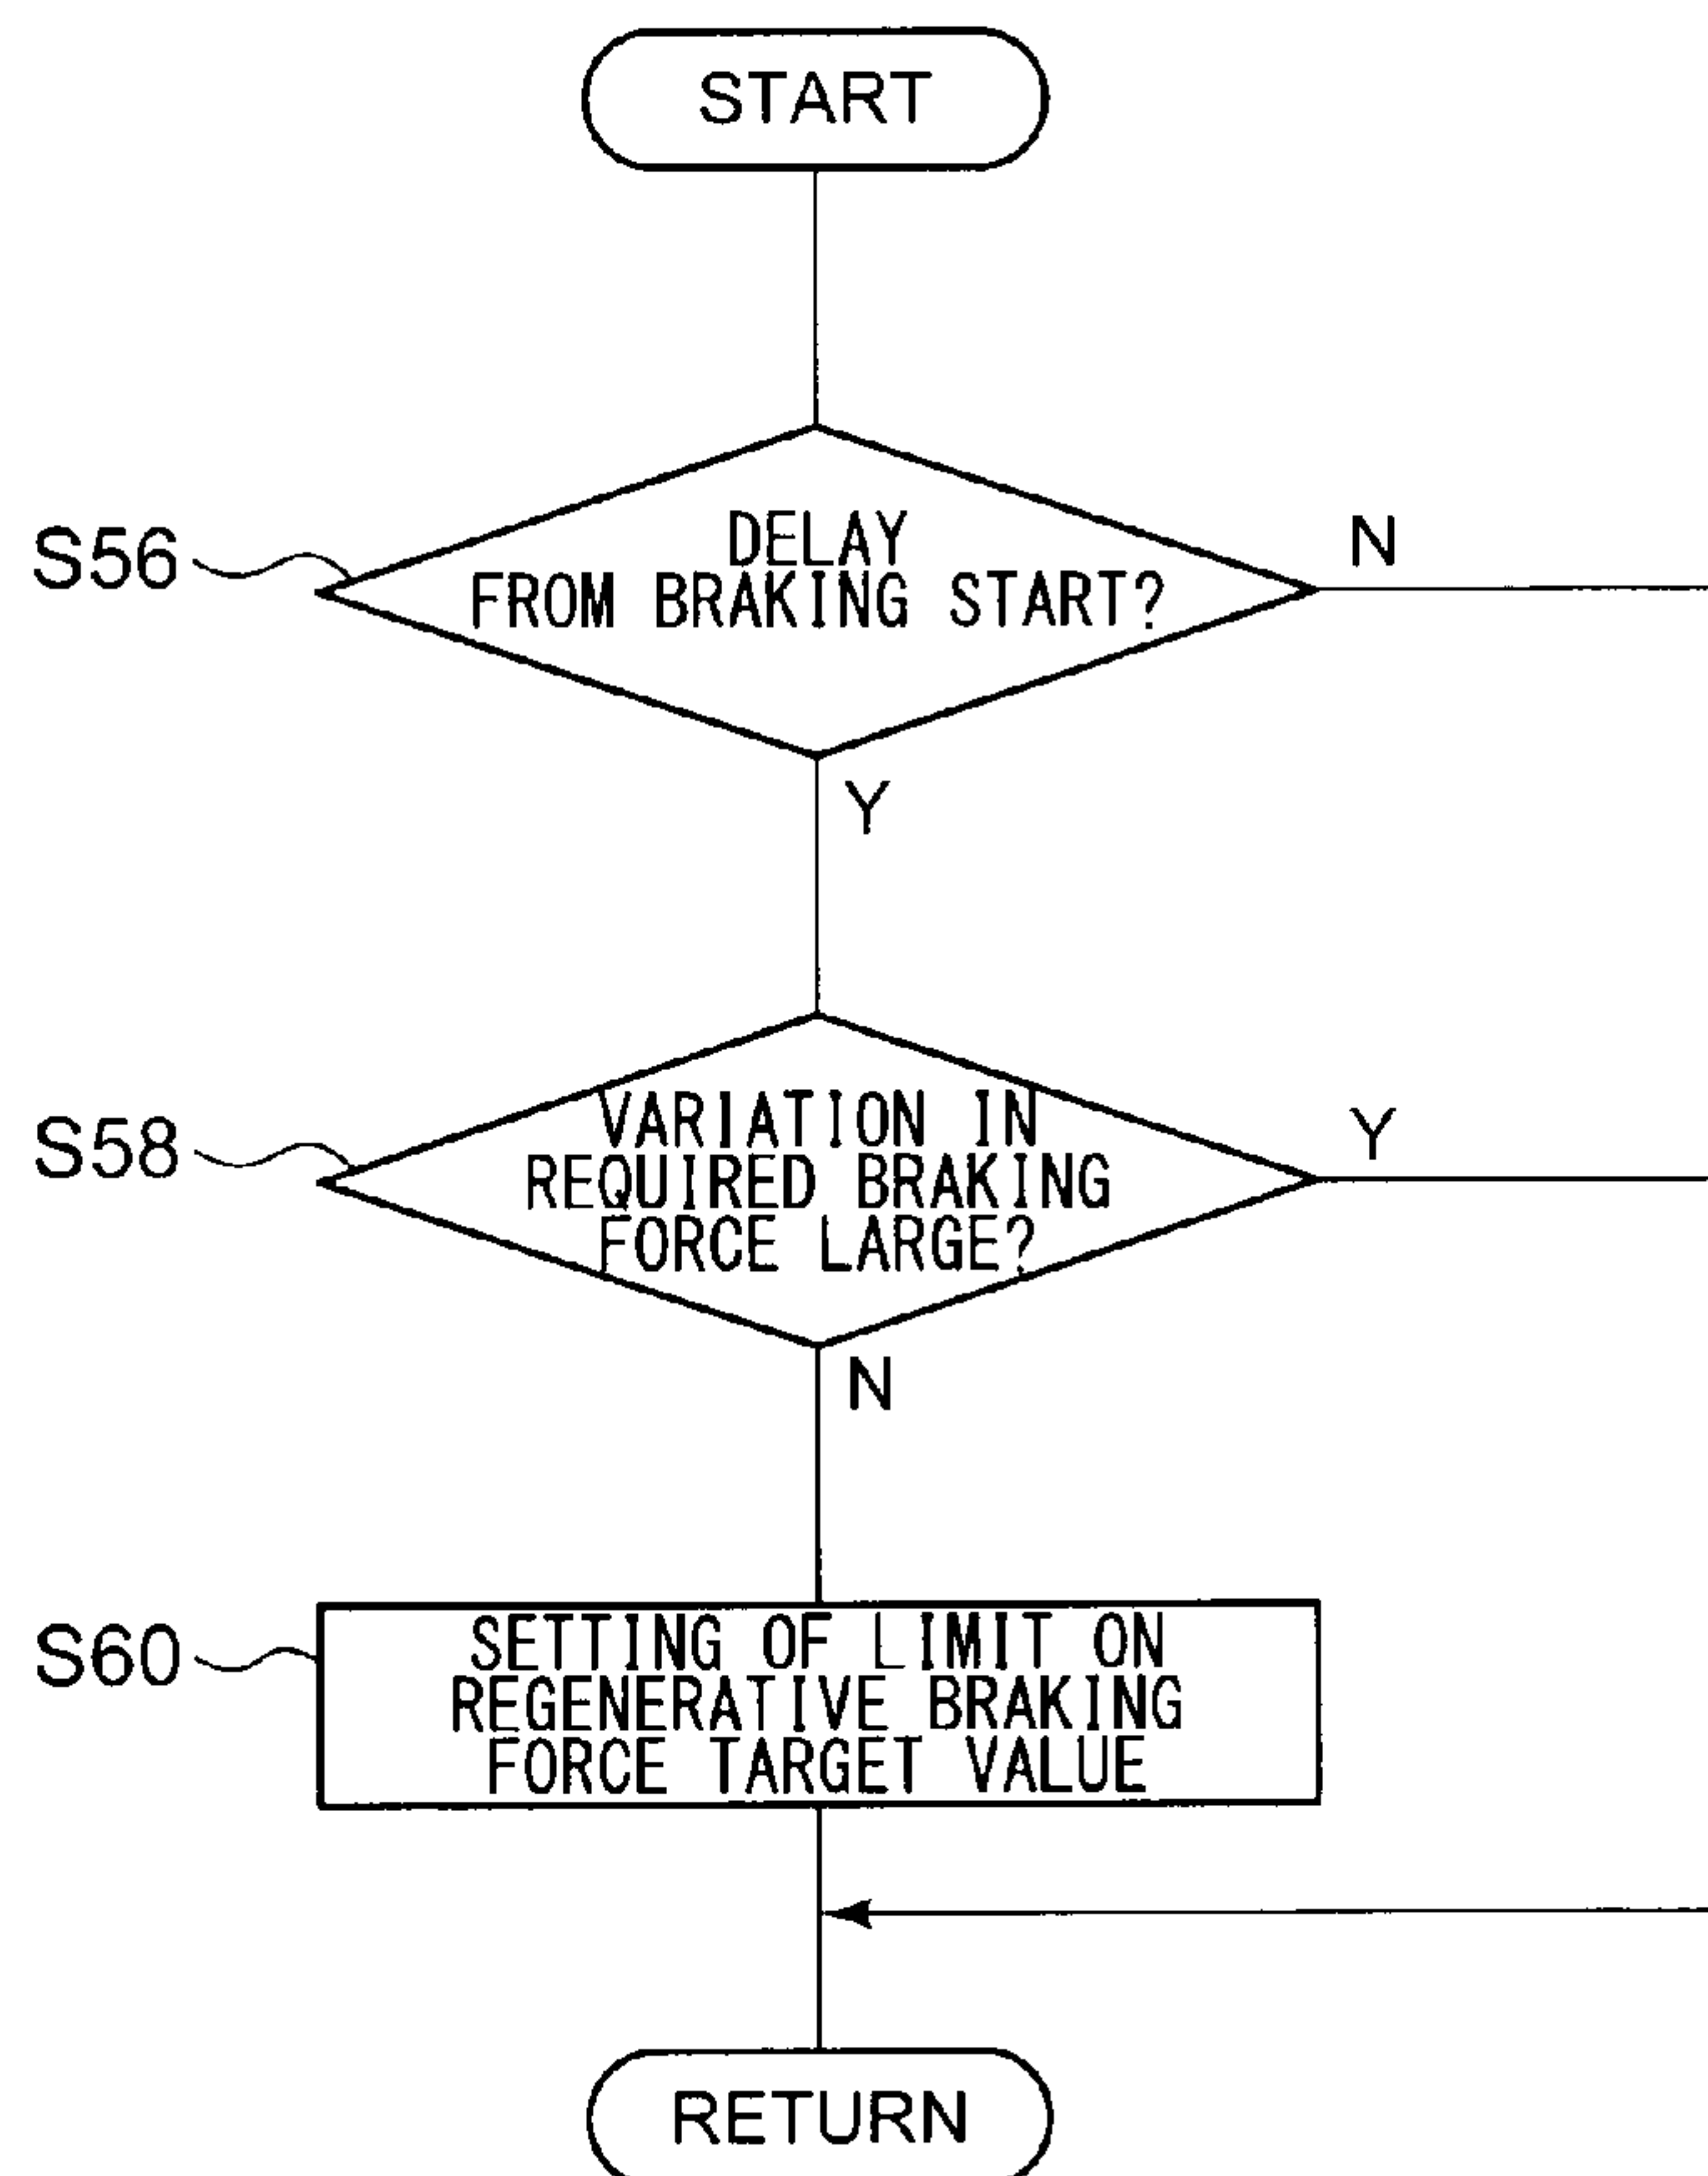 START
S56
DELAY
FROM BRAKING START?
N
Y
S58
VARIATION IN
REQUIRED BRAKING
FORCE LARGE?
Y
N
S60
SETTING OF LIMIT ON
REGENERATIVE BRAKING
FORCE TARGET VALUE
RETURN